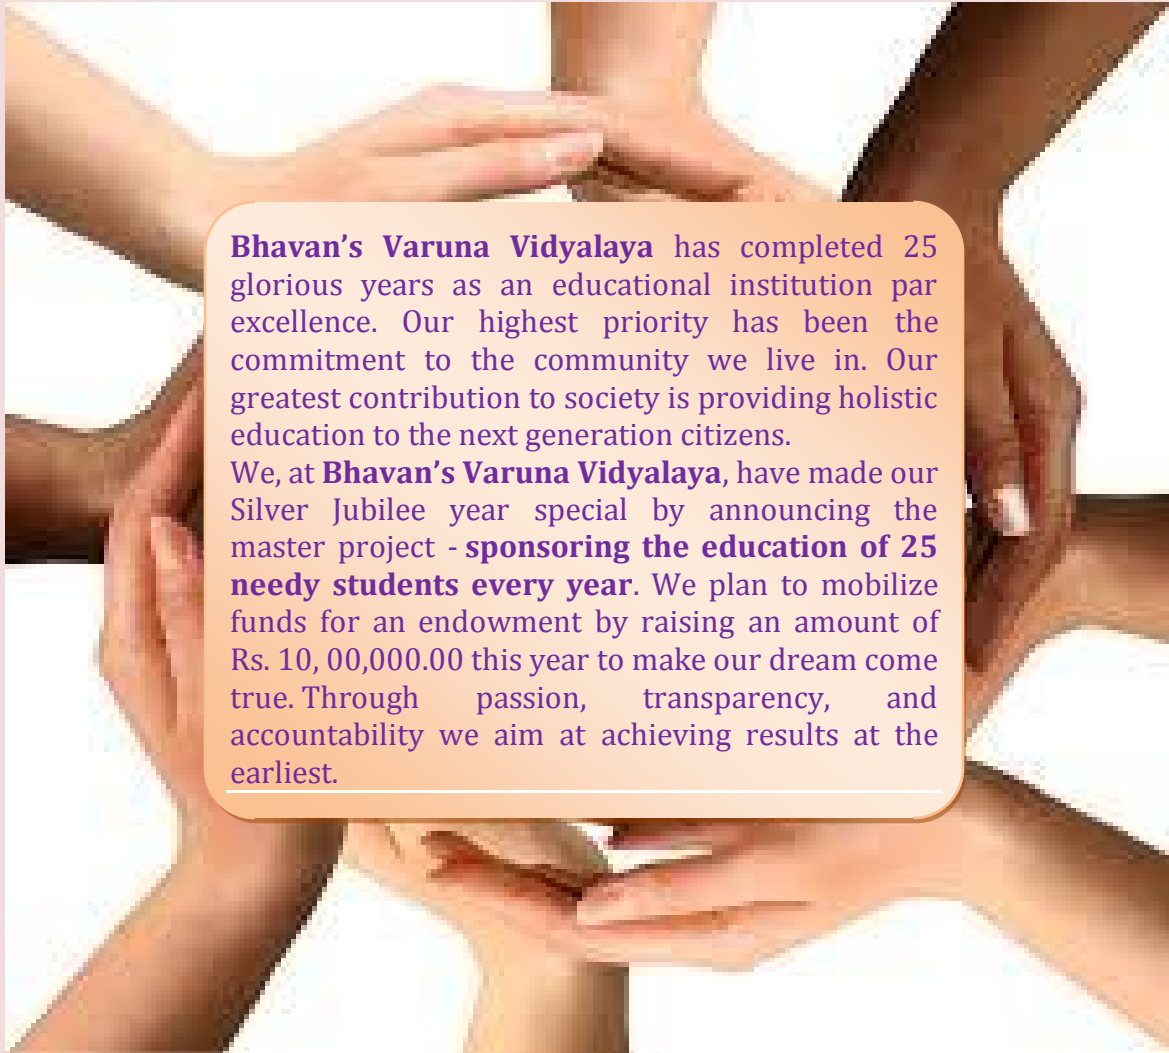 Bhavan’s Varuna Vidyalaya has completed 25
glorious years as an educational institution par
excellence. Our highest priority has been the
commitment to the community we live in. Our
greatest contribution to society is providing holistic
education to the next generation citizens.
We, at Bhavan’s Varuna Vidyalaya, have made our
Silver Jubilee year special by announcing the
master project - sponsoring the education of 25
needy students every year. We plan to mobilize
funds for an endowment by raising an amount of
Rs. 10, 00,000.00 this year to make our dream come
true. Through passion, transparency, and
accountability we aim at achieving results at the
earliest.